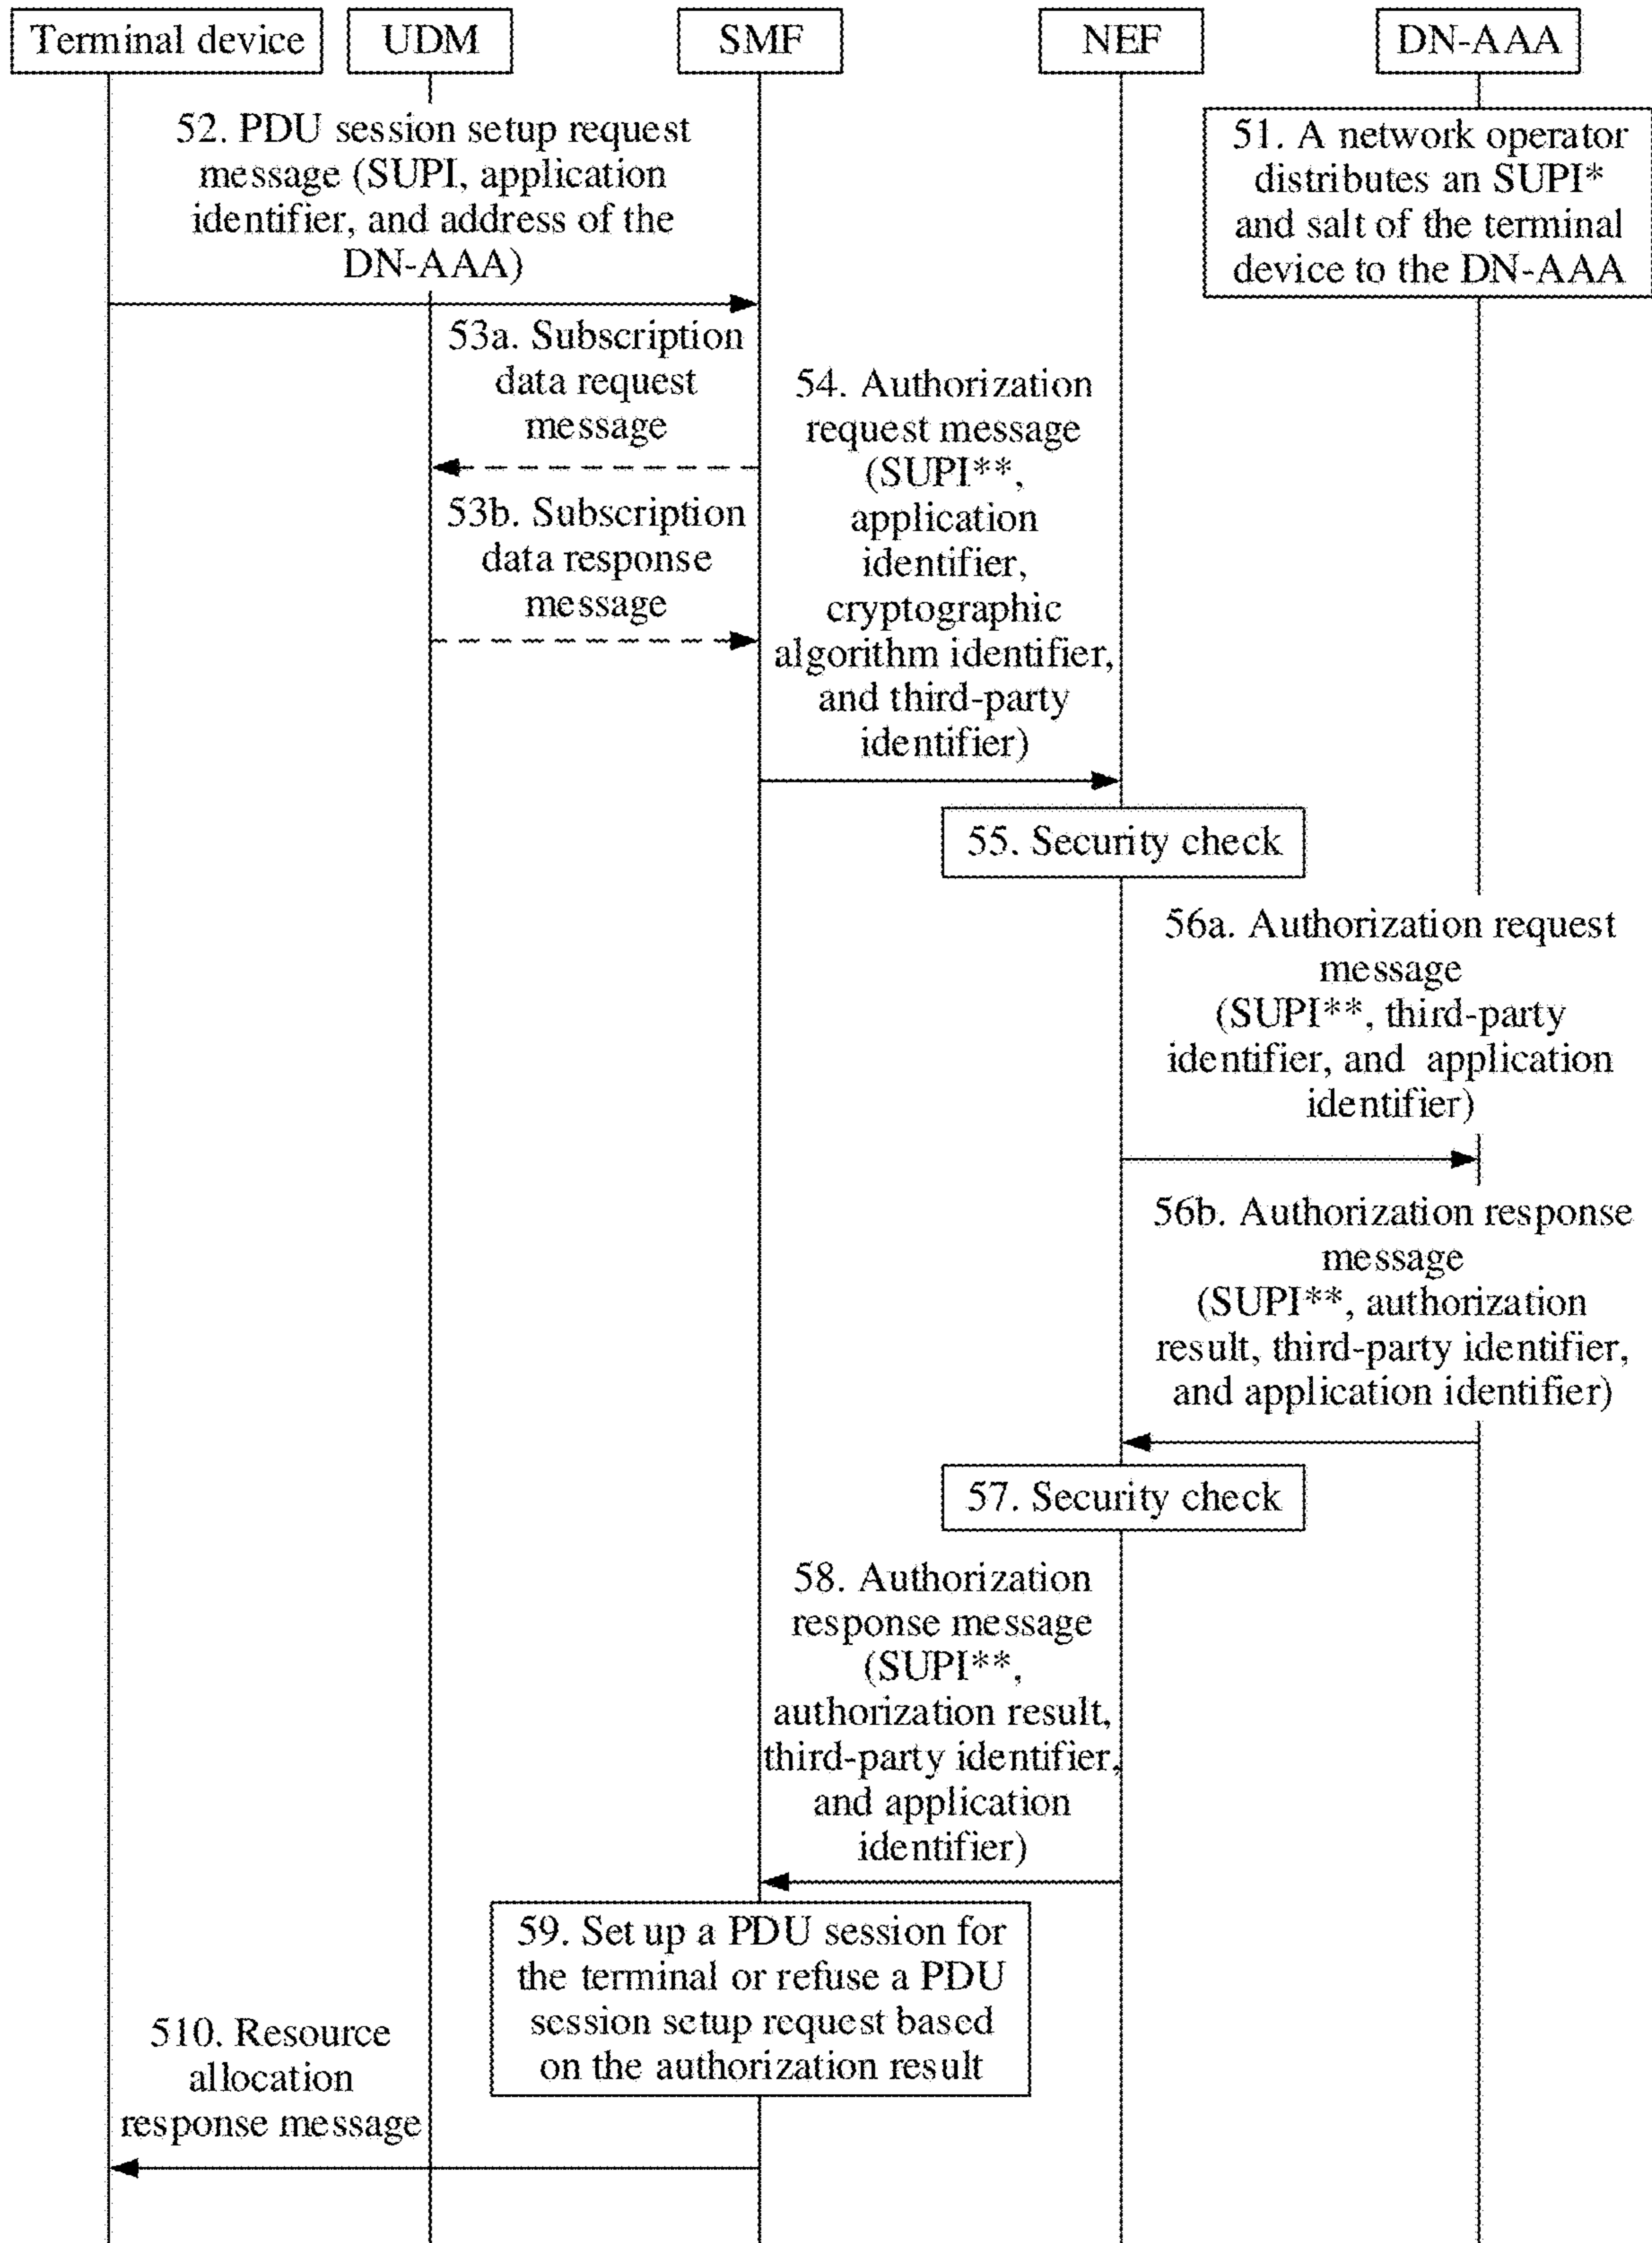 Terminal device
UDM
SMF
NEF
DN-AAA
51. A network operator
distributes an SUPI*
and salt of the terminal
device to the DN-AAA
52. PDU session setup request
message (SUPI, application
identifier, and address of the
DN-AAA)
53a. Subscription
data request
message
53b. Subscription
data response
message
54. Authorization
request message
(SUPI**,
application
identifier,
cryptographic
algorithm identifier,
and third-party
identifier)
55. Security check
56a. Authorization request
message
(SUPI**, third-party
identifier, and application
identifier)
56b. Authorization response
message
(SUPI**, authorization
result, third-party identifier,
and application identifier)
57. Security check
58. Authorization
response message
(SUPI**,
authorization result,
third-party identifier,
and application
identifier)
59. Set up a PDU session for
the terminal or refuse a PDU
session setup request based
on the authorization result
510. Resource
allocation
response message